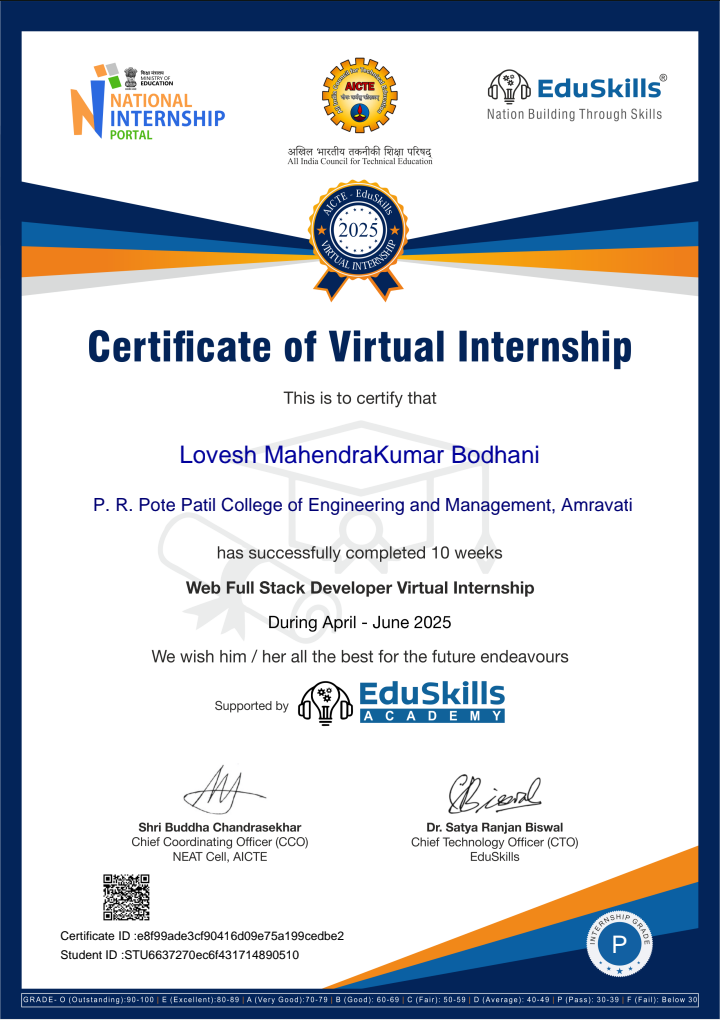 शिक्षा मंत्रालय
MINISTRY OF
EDUCATION
NATIONAL
INTERNSHIP
PORTAL
All India Council for Technical Education
AICTE
अखिल भारतीय तकनीकी शिक्षा परिषद्
All India Council for Technical Education
EduSkills®
Nation Building Through Skills
AICTE - EduSkills
2025
VIRTUAL INTERNSHIP
Certificate of Virtual Internship
This is to certify that
Lovesh MahendraKumar Bodhani
P. R. Pote Patil College of Engineering and Management, Amravati
has successfully completed 10 weeks
Web Full Stack Developer Virtual Internship
During April - June 2025
We wish him / her all the best for the future endeavours
Supported by
EduSkills
ACADEMY
Shri Buddha Chandrasekhar
Chief Coordinating Officer (CCO)
NEAT Cell, AICTE
Dr. Satya Ranjan Biswal
Chief Technology Officer (CTO)
EduSkills
Certificate ID :e8f99ade3cf90416d09e75a199cedbe2
Student ID :STU6637270ec6f431714890510
INTERNSHIP GRADE
P
GRADE- O (Outstanding):90-100 | E (Excellent):80-89 | A (Very Good):70-79 | B (Good): 60-69 | C (Fair): 50-59 | D (Average): 40-49 | P (Pass): 30-39 | F (Fail): Below 30